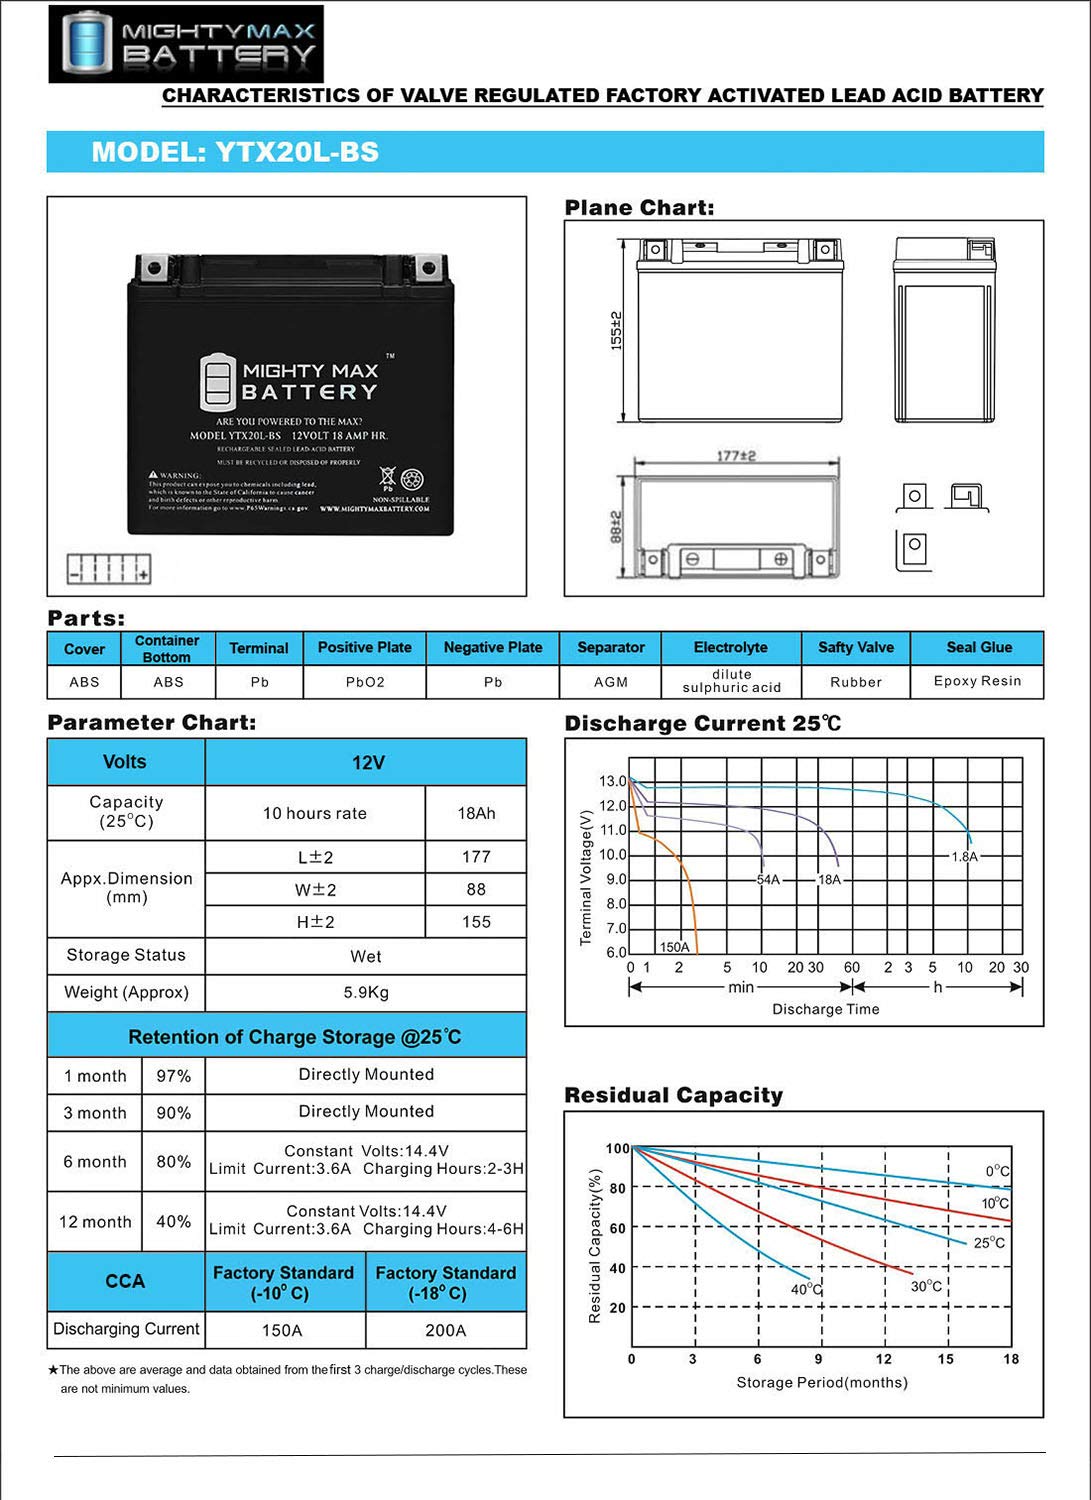 MIGHTYMAX
BATTERY
CHARACTERISTICS OF VALVE REGULATED FACTORY ACTIVATED LEAD ACID BATTERY
MODEL: YTX20L-BS
MIGHTY MAX ™
BATTERY
ARE YOU POWERED TO THE MAX?
MODEL YTX20L-BS 12VOLT 18 AMP HR.
RECHARGEABLE SEALED LEAD-ACID BATTERY
MUST BE RECYCLED OR DISPOSED OF PROPERLY
WARNING:
This product can expose you to chemicals including lead,
which is known to the State of California to cause cancer
and birth defects or other reproductive harm.
For more information go to www.P65Warnings.ca.gov
Pb
NON-SPILLABLE
WWW.MIGHTYMAXBATTERY.COM
- +
Plane Chart:
155±2
177±2
88±2
Parts:
Cover Container Bottom Terminal Positive Plate Negative Plate Separator Electrolyte Safty Valve Seal Glue
ABS ABS Pb PbO2 Pb AGM dilute sulphuric acid Rubber Epoxy Resin
Parameter Chart:
Volts 12V
Capacity (25°C) 10 hours rate 18Ah
Appx.Dimension (mm) L±2 177
W±2 88
H±2 155
Storage Status Wet
Weight (Approx) 5.9Kg
Retention of Charge Storage @25℃
1 month 97% Directly Mounted
3 month 90% Directly Mounted
6 month 80% Constant Volts:14.4V
Limit Current:3.6A Charging Hours:2-3H
12 month 40% Constant Volts:14.4V
Limit Current:3.6A Charging Hours:4-6H
CCA Factory Standard (-10°C) Factory Standard (-18°C)
Discharging Current 150A 200A
★The above are average and data obtained from the first 3 charge/discharge cycles.These
are not minimum values.
Discharge Current 25℃
Terminal Voltage(V)
13.0
12.0
11.0
10.0
9.0
8.0
7.0
6.0
150A
54A
18A
1.8A
0 1 2 5 10 20 30 60 2 3 5 10 20 30
min h
Discharge Time
Residual Capacity
Residual Capacity(%)
100
80
60
40
20
0°C
10°C
25°C
30°C
40°C
0 3 6 9 12 15 18
Storage Period(months)